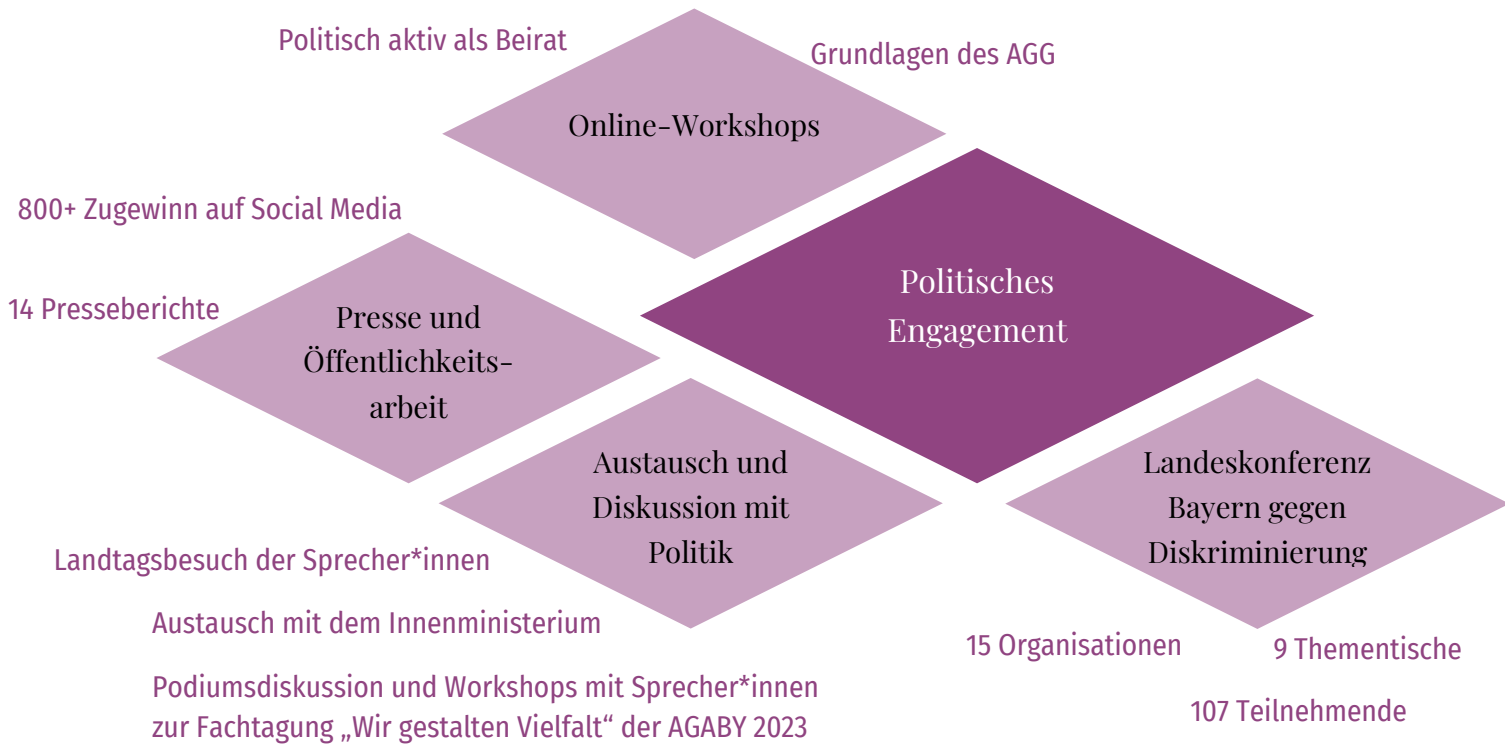 Politisch aktiv als Beirat
Grundlagen des AGG
Online-Workshops
800+ Zugewinn auf Social Media
14 Presseberichte
Presse und
Öffentlichkeits-
arbeit
Politisches
Engagement
Austausch und
Diskussion mit
Politik
Landeskonferenz
Bayern gegen
Diskriminierung
Landtagsbesuch der Sprecher*innen
Austausch mit dem Innenministerium
Podiumsdiskussion und Workshops mit Sprecher*innen
zur Fachtagung „Wir gestalten Vielfalt“ der AGABY 2023
15 Organisationen
9 Thementische
107 Teilnehmende